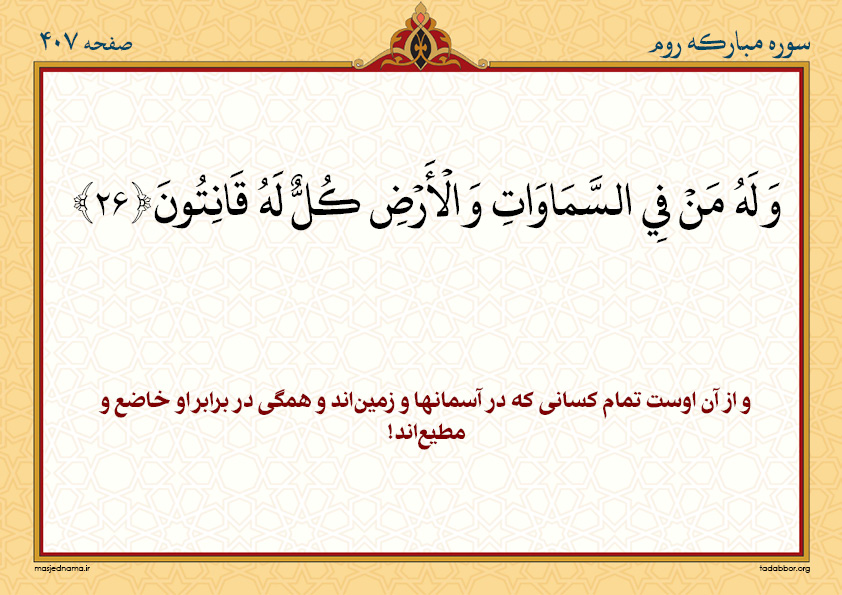 سوره مبارکه روم
صفحه ۴۰۷
وَلَهُ مَنْ فِي السَّمَاوَاتِ وَالْأَرْضِ كُلٌّ لَهُ قَانِتُونَ ﴿۲۶﴾
و از آن اوست تمام کسانی که در آسمانها و زمین‌اند و همگی در برابر او خاضع و
مطیع‌اند!
masjednama.ir
tadabbor.org